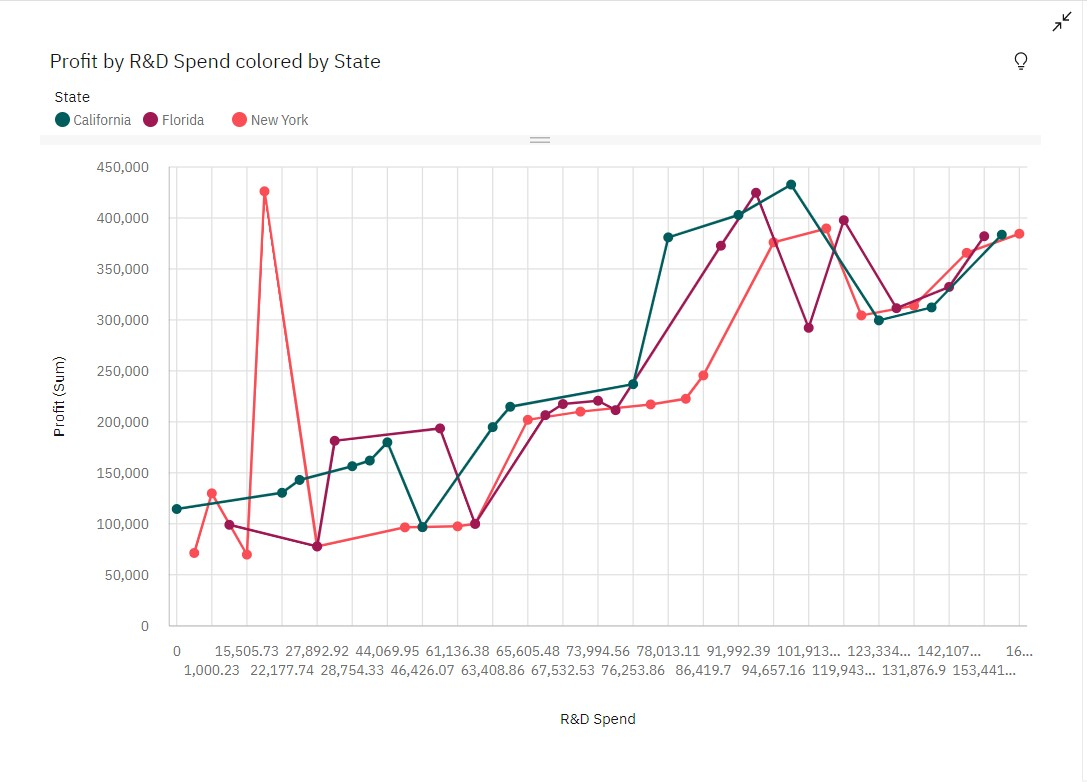 Profit by R&D Spend colored by State
State
California Florida New York
450,000
400,000
350,000
300,000
250,000
200,000
150,000
100,000
50,000
0
Profit (Sum)
0 15,505.73 27,892.92 44,069.95 61,136.38 65,605.48 73,994.56 78,013.11 91,992.39 101,913... 123,334... 142,107... 16...
1,000.23 22,177.74 28,754.33 46,426.07 63,408.86 67,532.53 76,253.86 86,419.7 94,657.16 119,943... 131,876.9 153,441...
R&D Spend